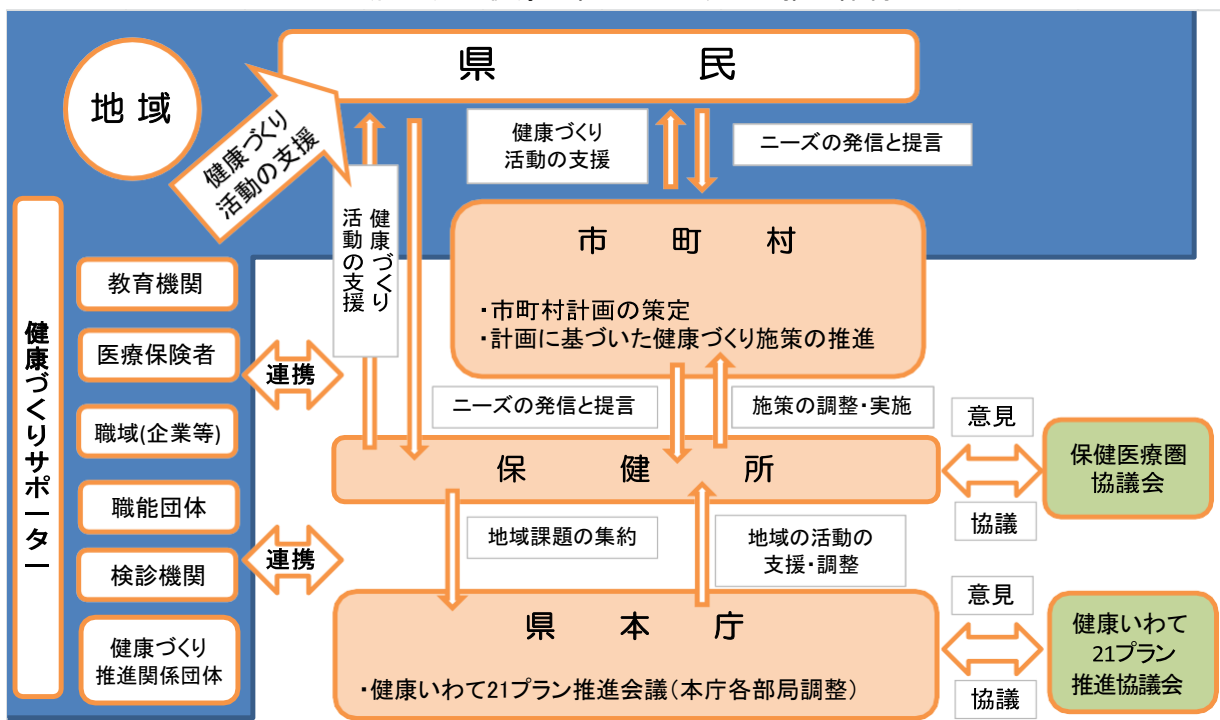 県　　民
地 域
健康づくり
活動の支援
健康づくり
活動の支援
ニーズの発信と提言
健康づくり
活動の支援
市　町　村
・市町村計画の策定
・計画に基づいた健康づくり施策の推進
健康づくりサポーター
教育機関
医療保険者
職域(企業等)
職能団体
検診機関
健康づくり
推進関係団体
連携
連携
ニーズの発信と提言
施策の調整・実施
保　健　所
意見
協議
保健医療圏
協議会
地域課題の集約
地域の活動の
支援・調整
県　本　庁
・健康いわて21プラン推進会議(本庁各部局調整)
意見
協議
健康いわて
21プラン
推進協議会